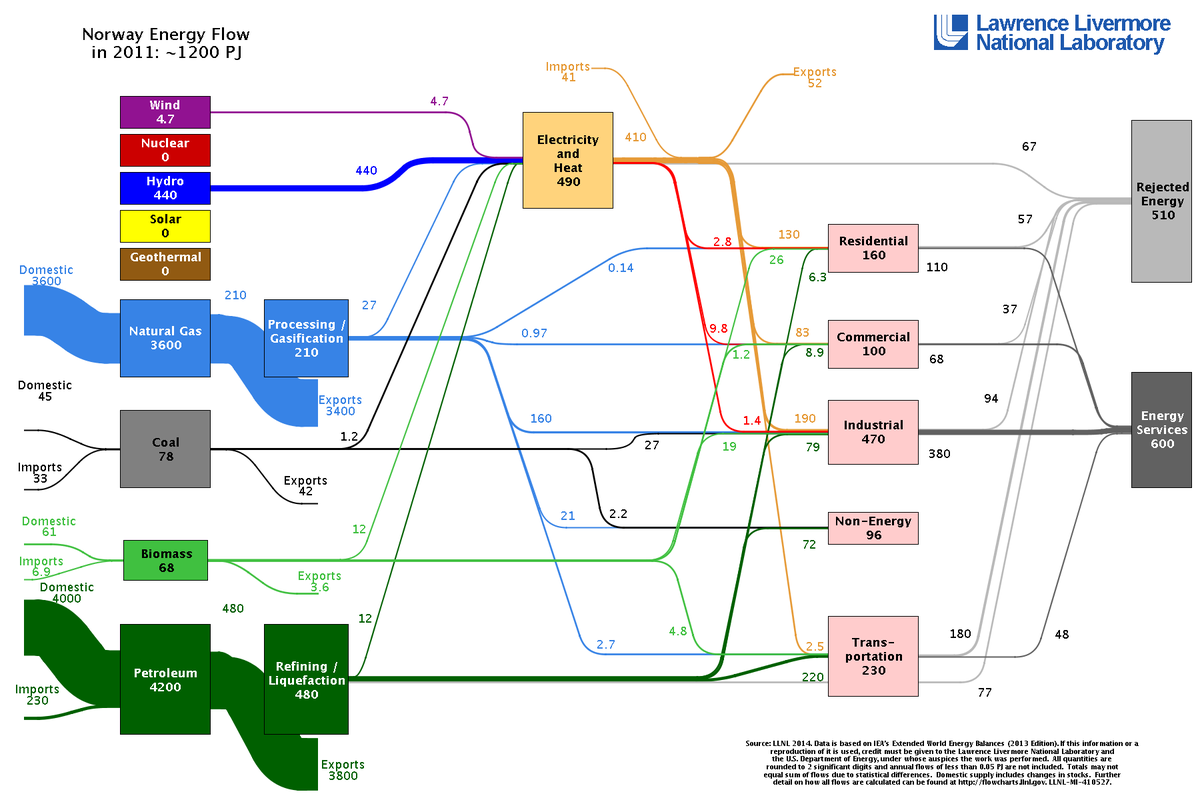 Norway Energy Flow
in 2011: ~1200 PJ
Lawrence Livermore
National Laboratory
Imports
41
Exports
52
Wind
4.7
4.7
Nuclear
0
Hydro
440
440
Solar
0
Geothermal
0
Electricity
and
Heat
490
410
67
Rejected
Energy
510
Domestic
3600
Natural Gas
3600
210
Processing /
Gasification
210
Exports
3400
27
0.14
0.97
160
21
2.7
2.8
130
26
6.3
Residential
160
57
110
9.8
83
1.2
8.9
Commercial
100
37
68
Domestic
45
Imports
33
Coal
78
Exports
42
1.2
27
2.2
1.4
190
19
79
Industrial
470
94
380
Energy
Services
600
Domestic
61
Imports
6.9
Biomass
68
Exports
3.6
12
4.8
Non-Energy
96
72
Domestic
4000
Imports
230
Petroleum
4200
480
Refining /
Liquefaction
480
Exports
3800
12
2.5
220
Trans-
portation
230
180
48
77
Source: LLNL 2014. Data is based on IEA's Extended World Energy Balances (2013 Edition). If this information or a
reproduction of it is used, credit must be given to the Lawrence Livermore National Laboratory and
the U.S. Department of Energy, under whose auspices the work was performed. All quantities are
rounded to 2 significant digits and annual flows of less than 0.05 PJ are not included. Totals may not
equal sum of flows due to statistical differences. Domestic supply includes changes in stocks. Further
detail on how all flows are calculated can be found at http://flowcharts.llnl.gov. LLNL-MI-410527.